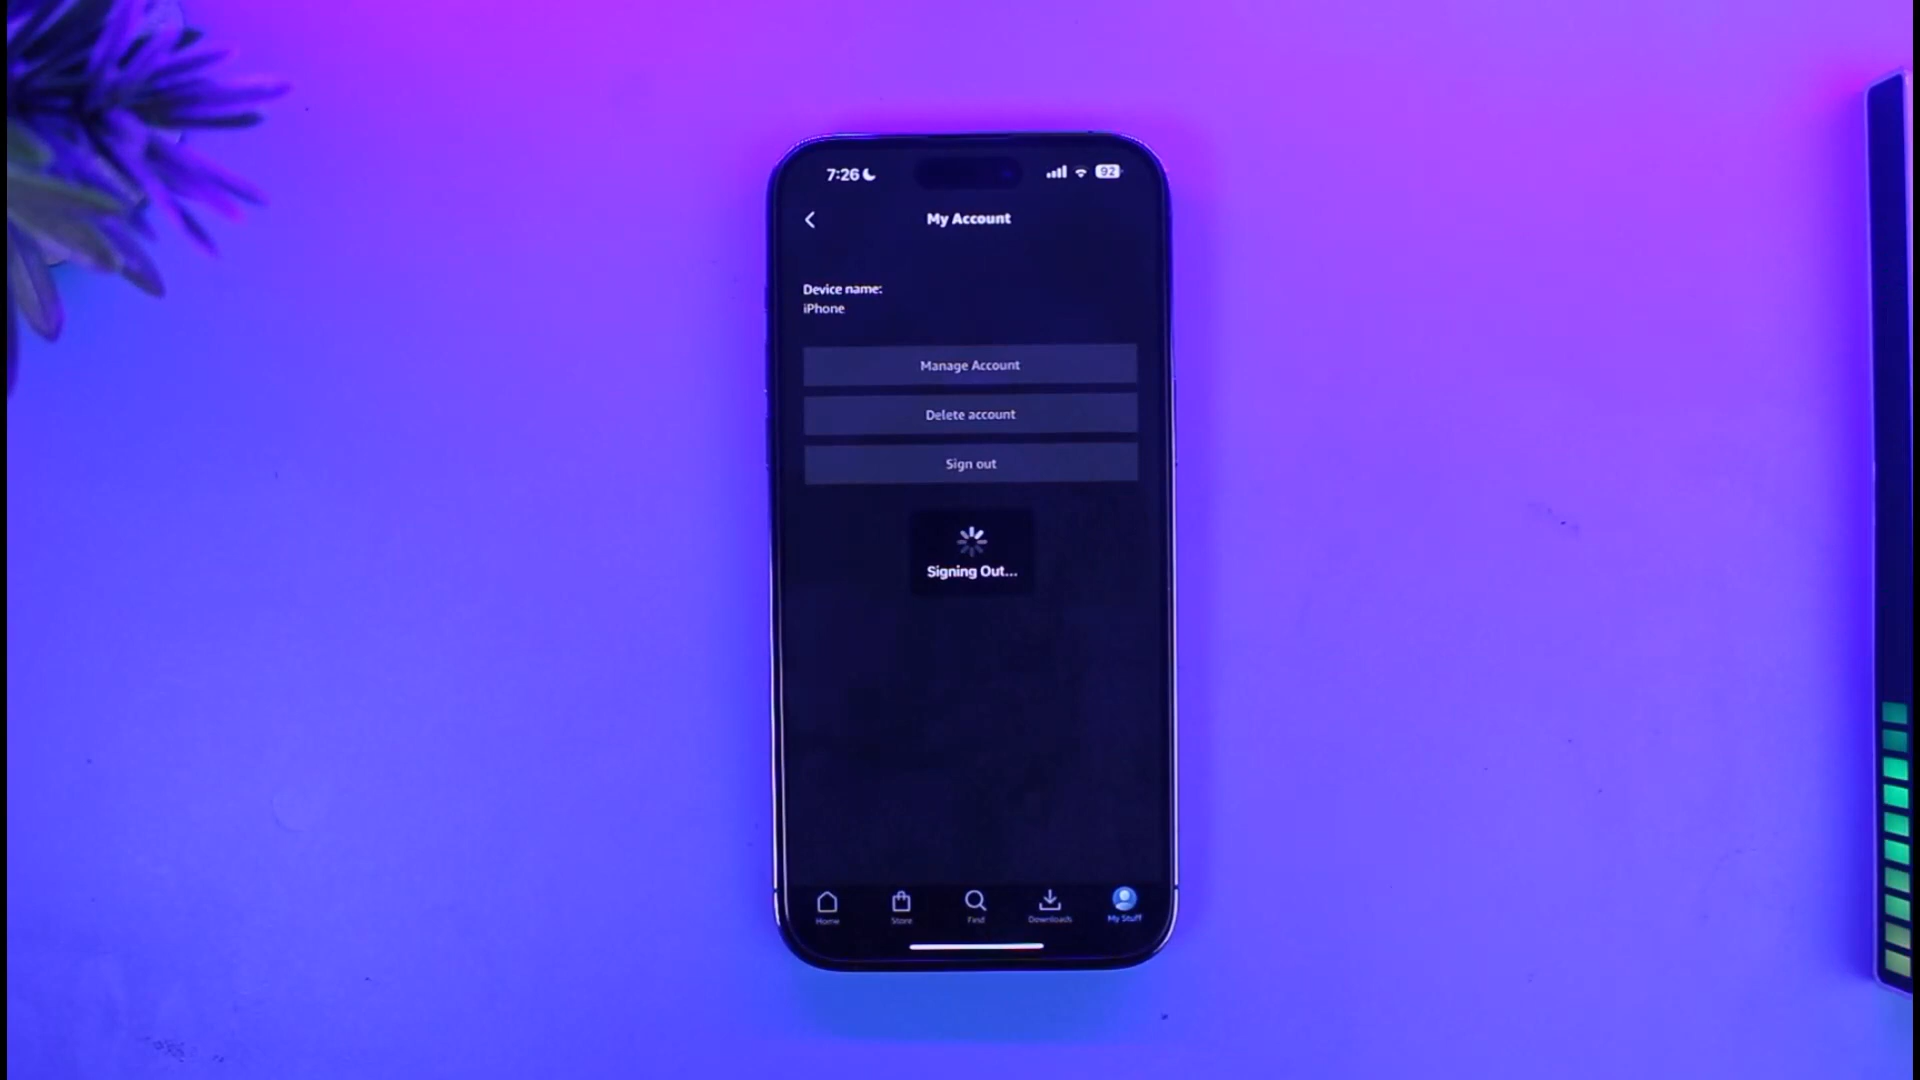 7:26
92
My Account
Device name:
iPhone
Manage Account
Delete account
Sign out
Signing Out...
Home
Store
Find
Downloads
My Stuff